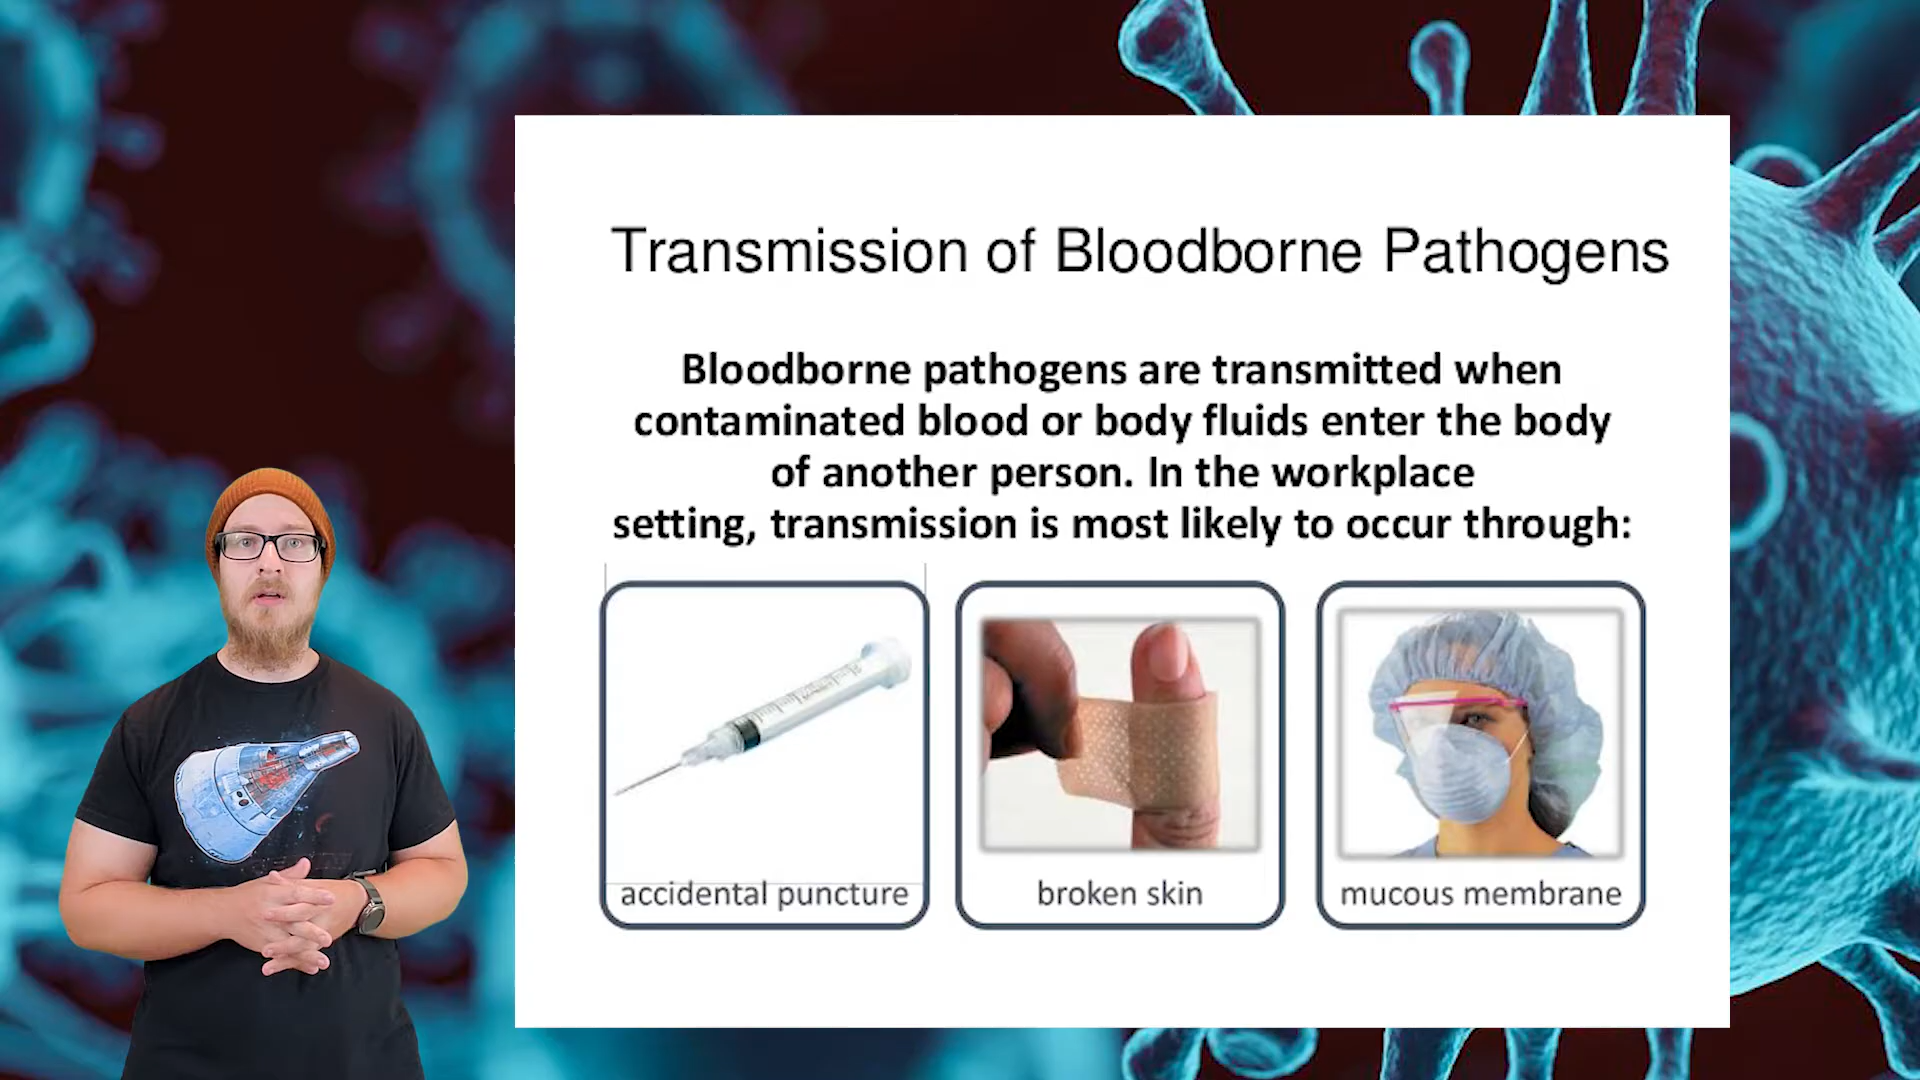 Transmission of Bloodborne Pathogens
Bloodborne pathogens are transmitted when
contaminated blood or body fluids enter the body
of another person. In the workplace
setting, transmission is most likely to occur through:
accidental puncture
broken skin
mucous membrane